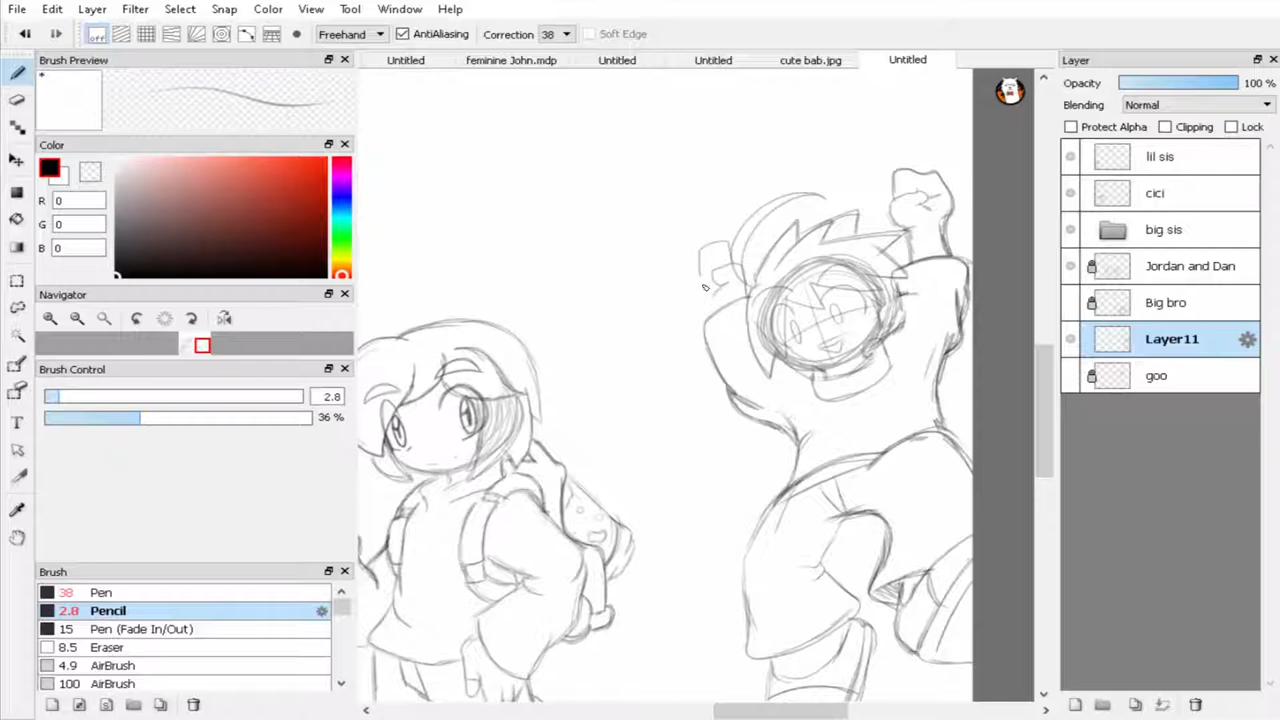 File Edit Layer Filter Select Snap Color View Tool Window Help
off Freehand AntiAliasing Correction 38 Soft Edge
Brush Preview
Untitled feminine John.mdp Untitled Untitled cute bab.jpg Untitled
Layer
*
Opacity 100 %
Blending Normal
Protect Alpha Clipping Lock
Color
R 0
G 0
B 0
lil sis
cici
big sis
Jordan and Dan
Big bro
Layer11
goo
Navigator
Brush Control
2.8
36 %
Brush
38 Pen
2.8 Pencil
15 Pen (Fade In/Out)
8.5 Eraser
4.9 AirBrush
100 AirBrush